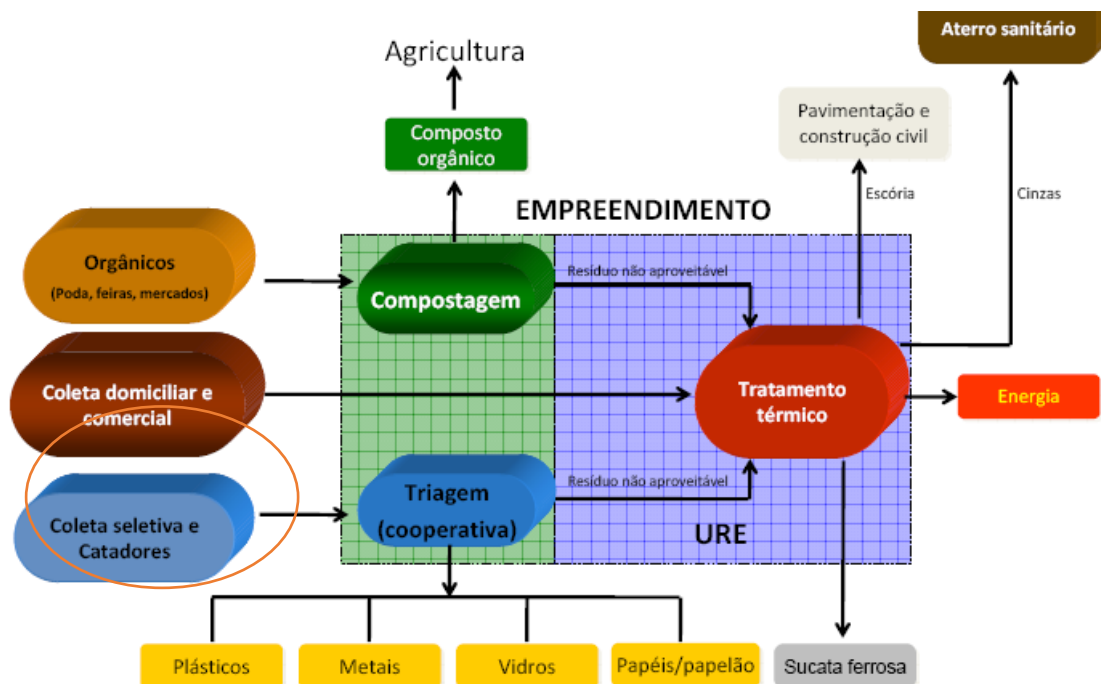 Aterro sanitário
Agricultura
Pavimentação e
construção civil
Composto
orgânico
Escória
Cinzas
EMPREENDIMENTO
Orgânicos
(Poda, feiras, mercados)
Compostagem
Resíduo não aproveitável
Coleta domiciliar e
comercial
Tratamento
térmico
Energia
Coleta seletiva e
Catadores
Triagem
(cooperativa)
Resíduo não aproveitável
URE
Plásticos
Metais
Vidros
Papéis/papelão
Sucata ferrosa